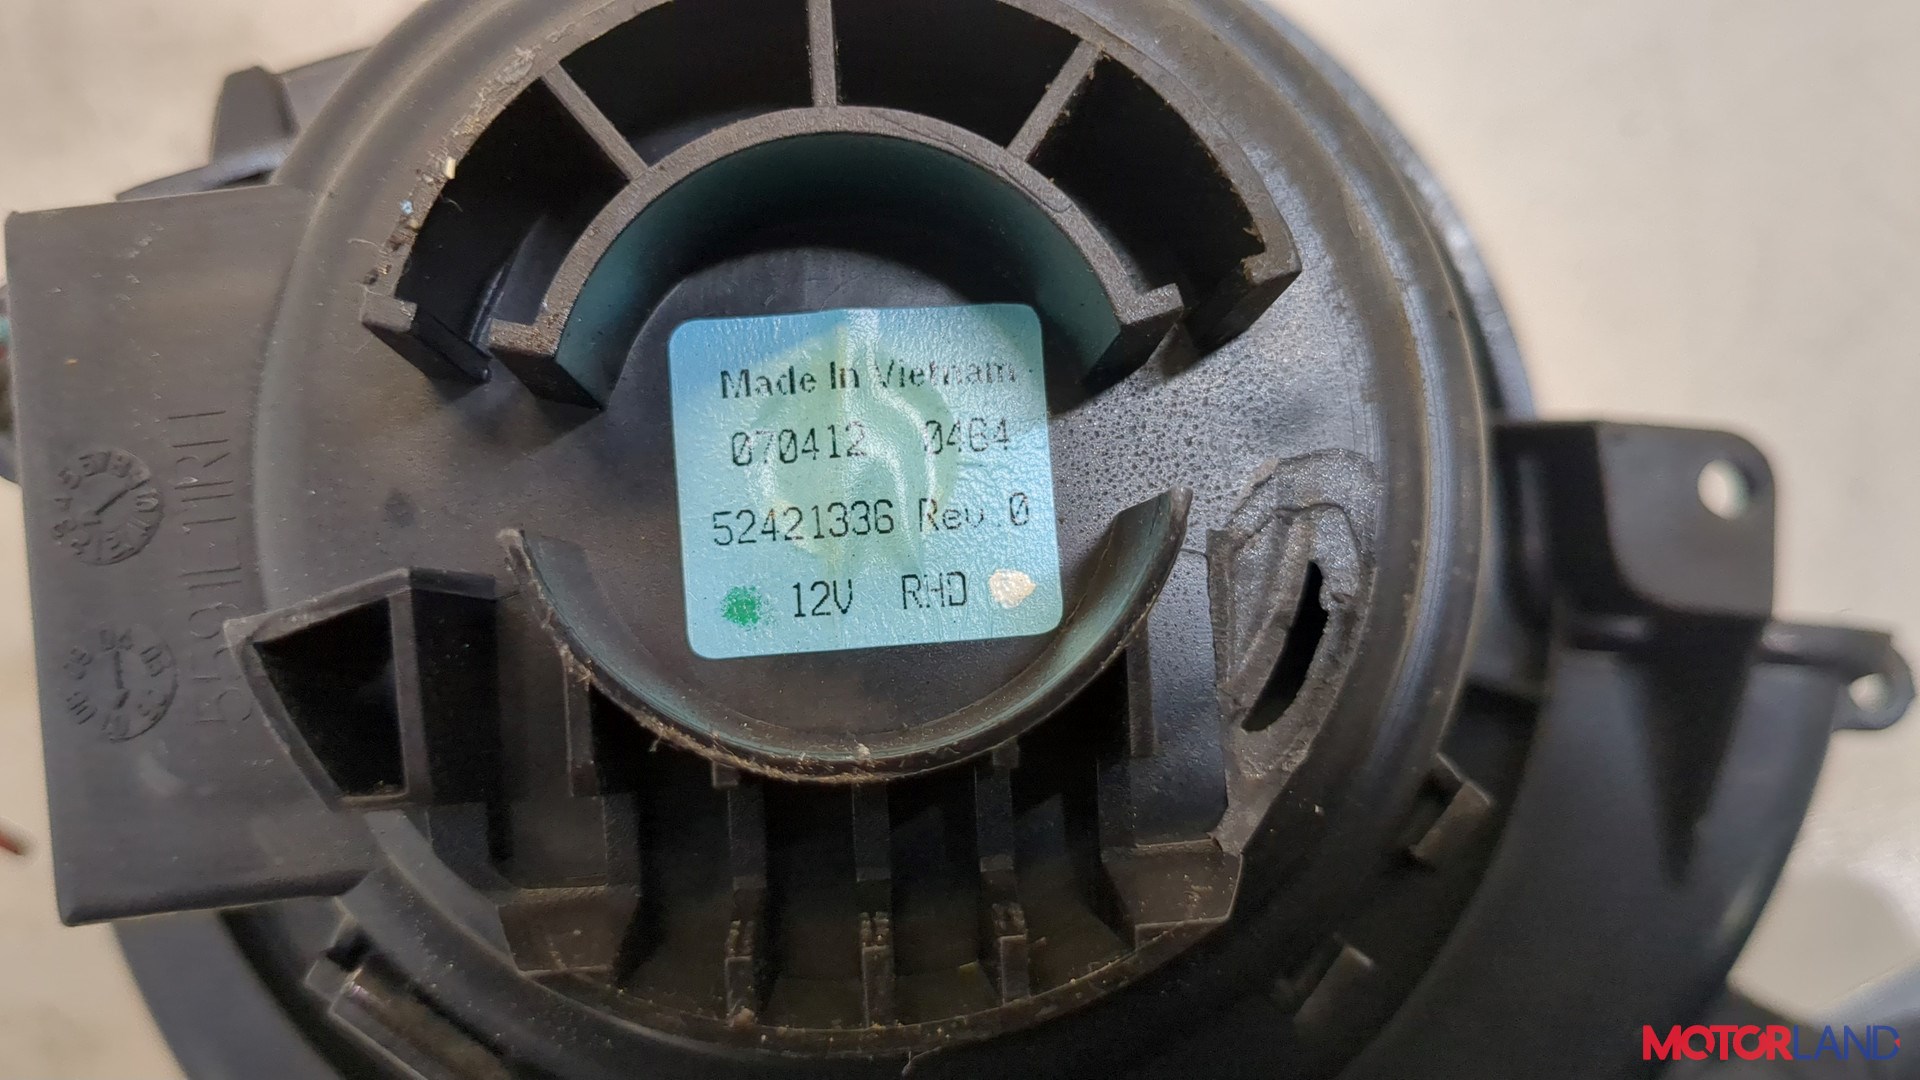 Made In Vietnam
070412 0464
52421336 Rev.0
12V RHD
MOTORLAND